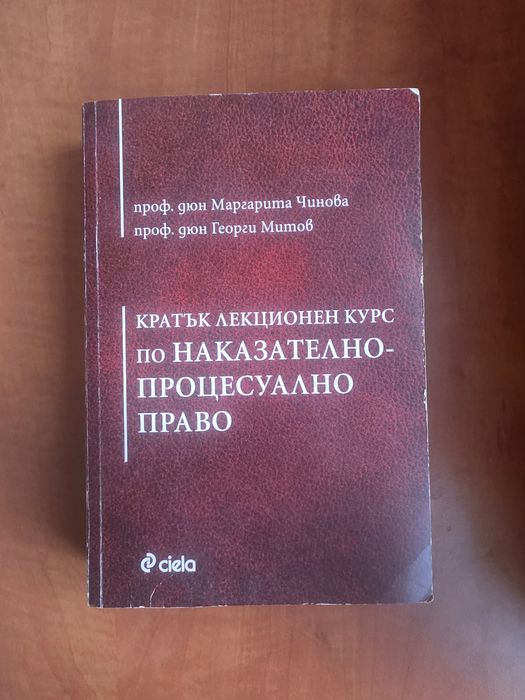 проф. дюн Маргарита Чинова
проф. дюн Георги Митов
КРАТЪК ЛЕКЦИОНЕН КУРС
ПО НАКАЗАТЕЛНО-
ПРОЦЕСУАЛНО
ПРАВО
ciela